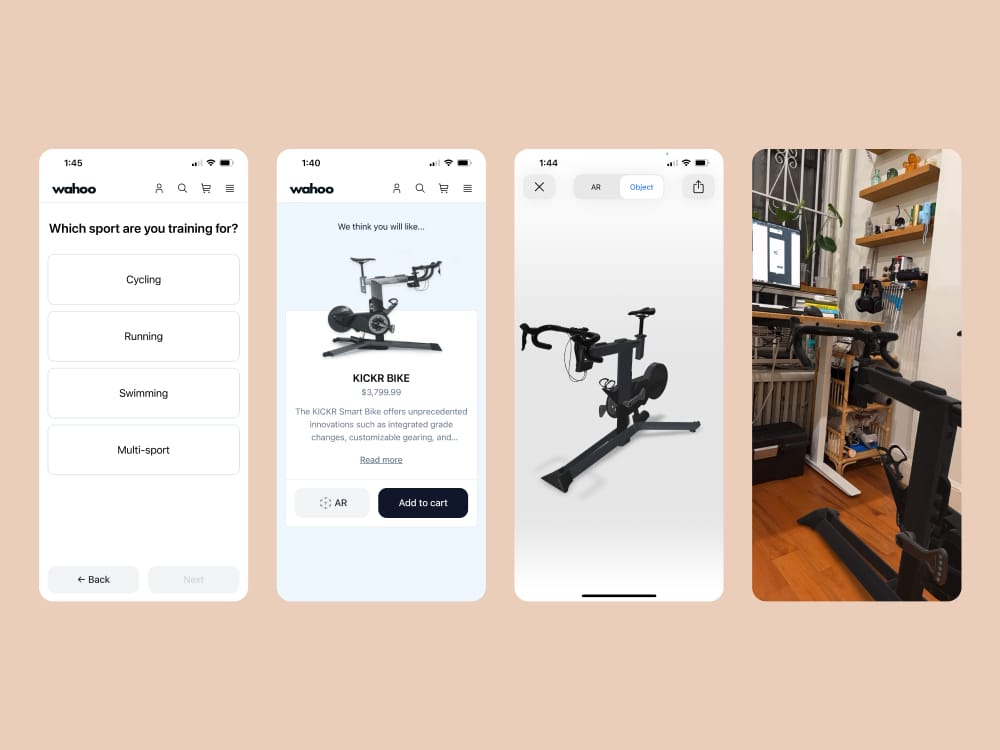 1:45
wahoo
Which sport are you training for?
Cycling
Running
Swimming
Multi-sport
← Back
Next
1:40
wahoo
We think you will like...
KICKR BIKE
$3,799.99
The KICKR Smart Bike offers unprecedented
innovations such as integrated grade
changes, customizable gearing, and...
Read more
AR
Add to cart
1:44
AR
Object